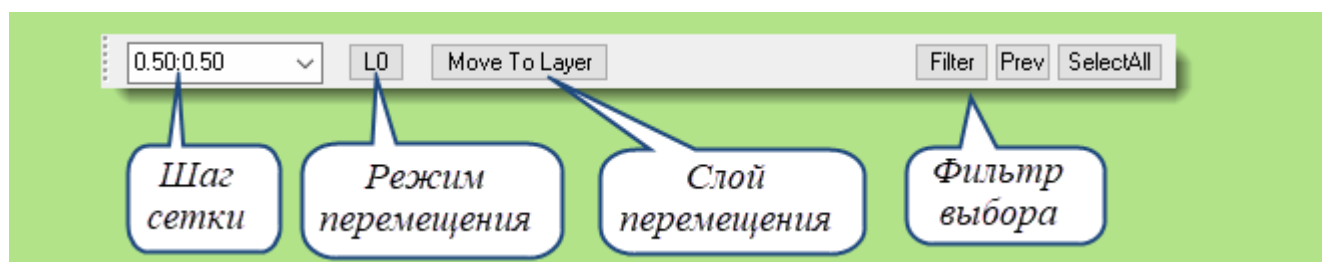 0.50:0.50 L0 Move To Layer Filter Prev SelectAll
Шаг
сетки
Режим
перемещения
Слой
перемещения
Фильтр
выбора